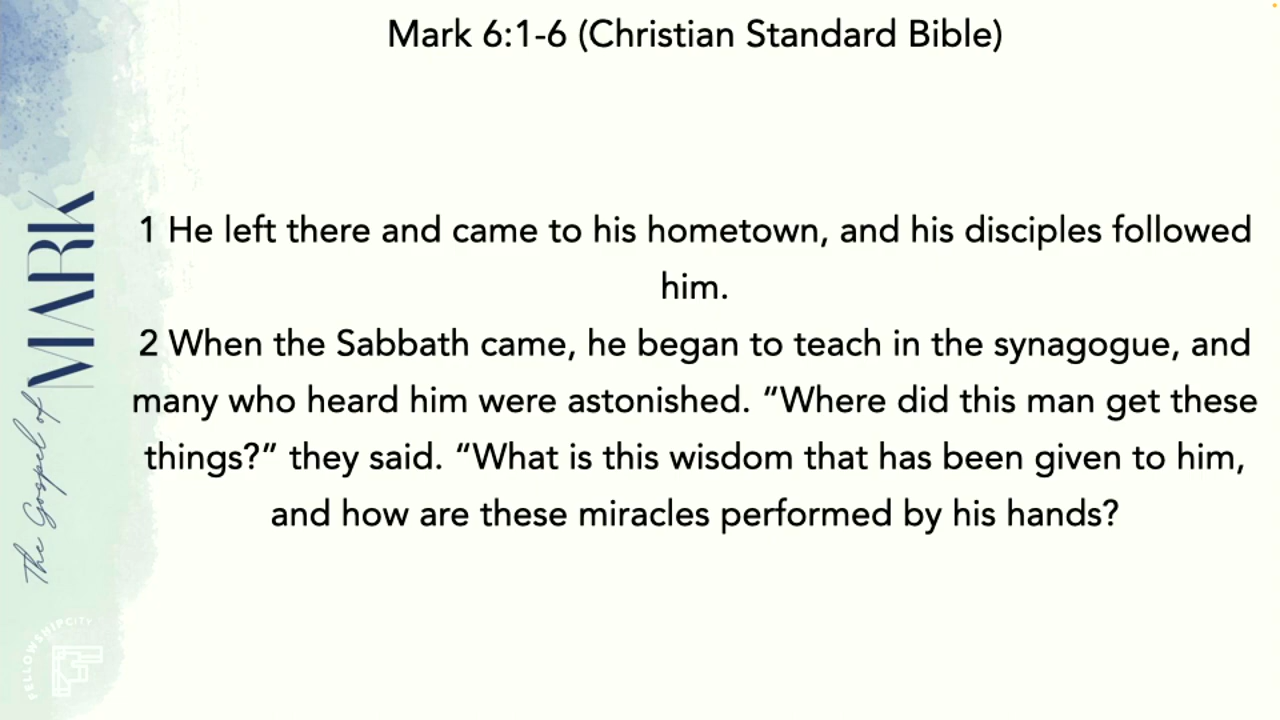 Mark 6:1-6 (Christian Standard Bible)
1 He left there and came to his hometown, and his disciples followed
him.
2 When the Sabbath came, he began to teach in the synagogue, and
many who heard him were astonished. “Where did this man get these
things?” they said. “What is this wisdom that has been given to him,
and how are these miracles performed by his hands?
The Gospel of
MARK
FELLOWSHIPCITY